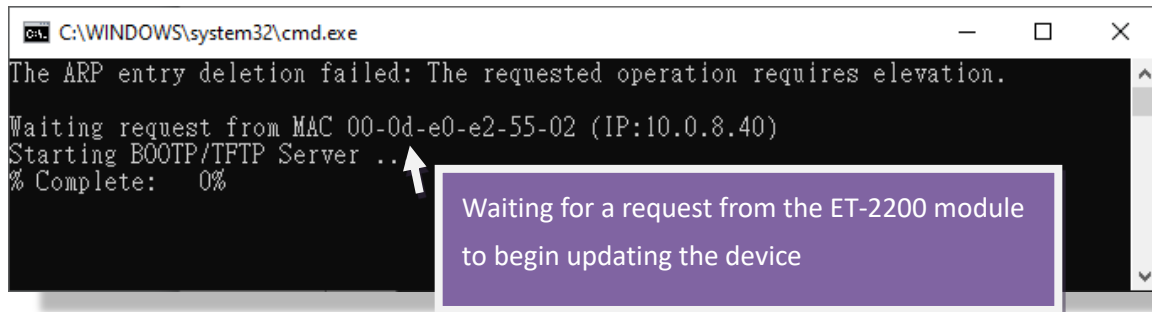 C:\WINDOWS\system32\cmd.exe
The ARP entry deletion failed: The requested operation requires elevation.
Waiting request from MAC 00-0d-e0-e2-55-02 (IP:10.0.8.40)
Starting BOOTP/TFTP Server ...
% Complete:   0%
Waiting for a request from the ET-2200 module
to begin updating the device